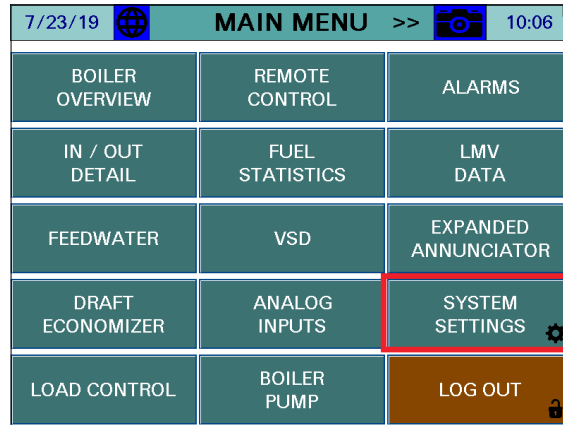 7/23/19 MAIN MENU >> 10:06
BOILER
OVERVIEW
REMOTE
CONTROL
ALARMS
IN / OUT
DETAIL
FUEL
STATISTICS
LMV
DATA
FEEDWATER
VSD
EXPANDED
ANNUNCIATOR
DRAFT
ECONOMIZER
ANALOG
INPUTS
SYSTEM
SETTINGS
LOAD CONTROL
BOILER
PUMP
LOG OUT